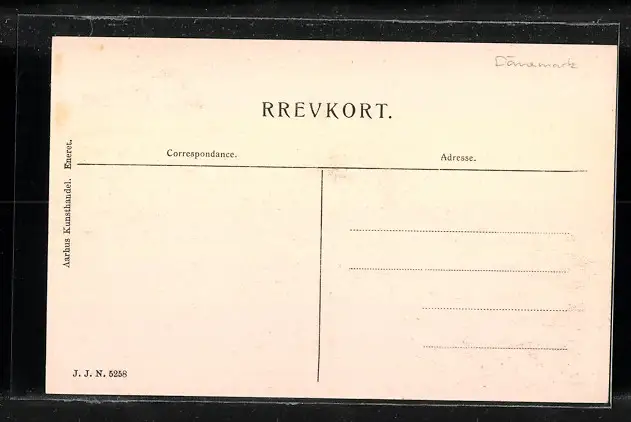 Dänemark
RREVKORT.
Correspondance.
Adresse.
Aarhus Kunsthandel. Eneret.
J. J. N. 5258